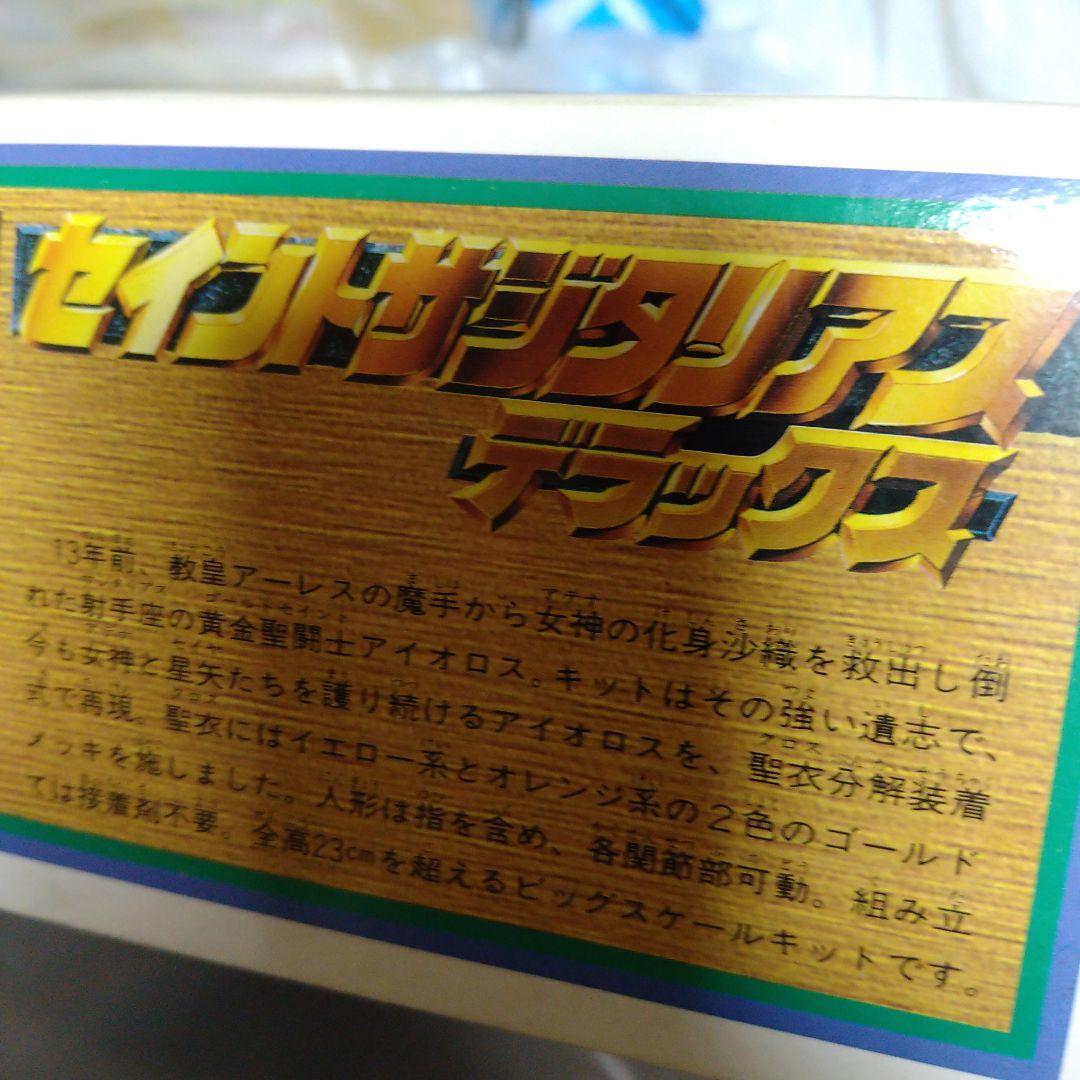 セイントサジタリアス
デラックス
13年前、教皇アーレスの魔手から女神の化身沙織を救出し倒
れた射手座の黄金聖闘士アイオロス。キットはその強い遺志で、
今も女神と星矢たちを護り続けるアイオロスを、聖衣分解装着
式で再現。聖衣にはイエロー系とオレンジ系の2色のゴールド
メッキを施しました。人形は指を含め、各関節部可動。組み立
ては接着剤不要。全高23cmを超えるビッグスケールキットです。